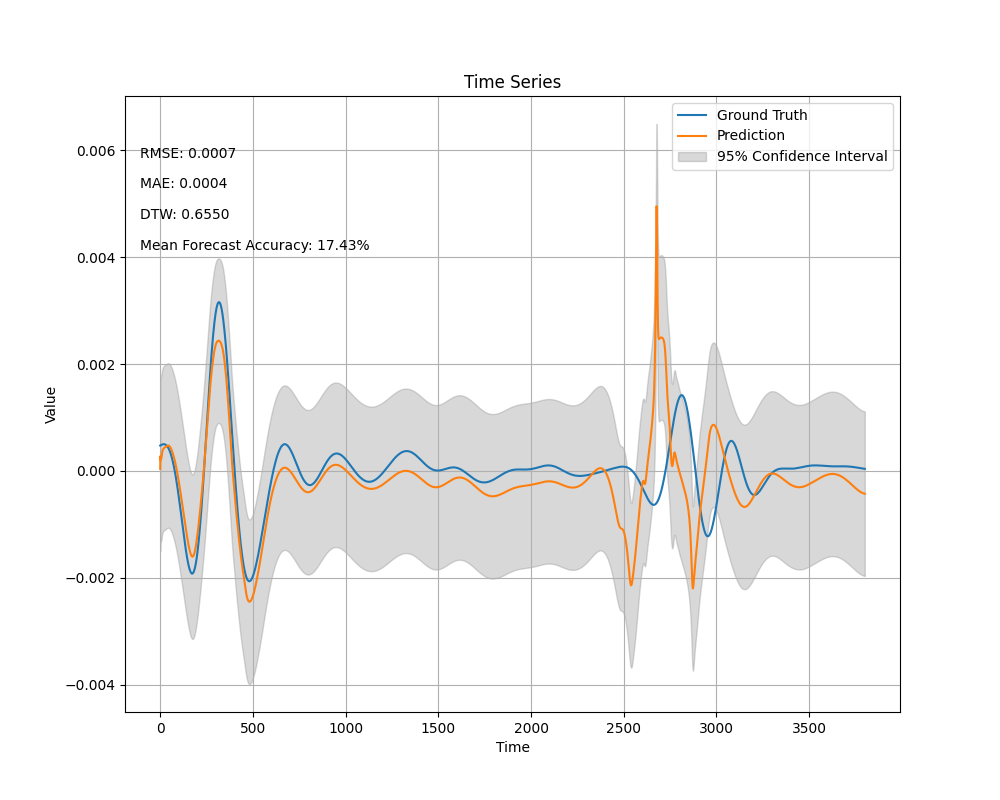 Time Series
Ground Truth
Prediction
95% Confidence Interval
RMSE: 0.0007
MAE: 0.0004
DTW: 0.6550
Mean Forecast Accuracy: 17.43%
Value
0.006
0.004
0.002
0.000
−0.002
−0.004
0 500 1000 1500 2000 2500 3000 3500
Time